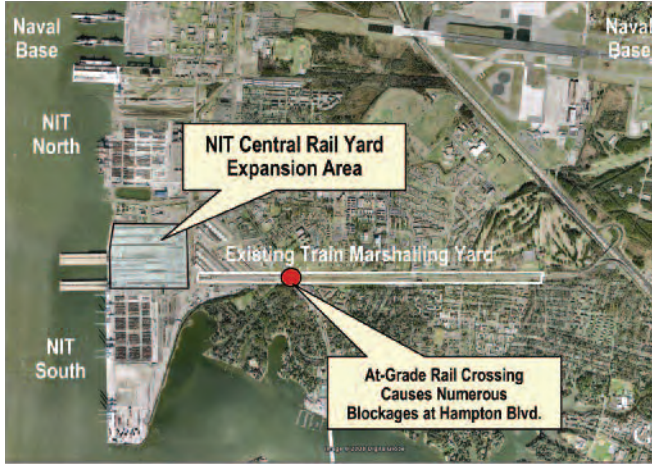 Naval
Base
Naval
Base
NIT
North
NIT Central Rail Yard
Expansion Area
Existing Train Marshalling Yard
NIT
South
At-Grade Rail Crossing
Causes Numerous
Blockages at Hampton Blvd.